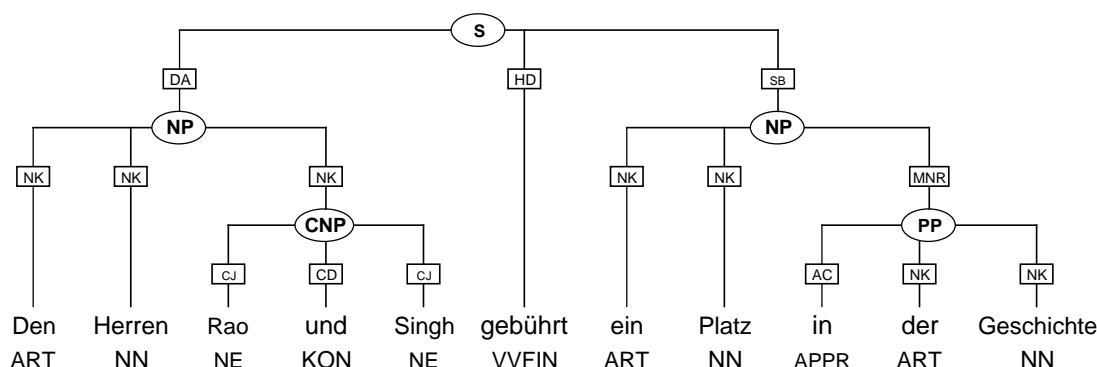 S
DA HD SB
NP NP
NK NK NK NK NK MNR
CNP PP
CJ CD CJ AC NK NK
Den Herren Rao und Singh gebührt ein Platz in der Geschichte
ART NN NE KON NE VVFIN ART NN APPR ART NN